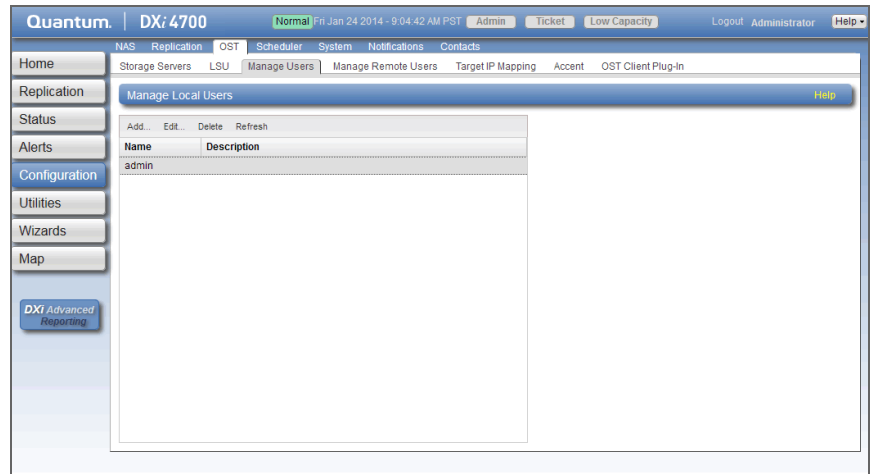 Quantum. DXi 4700 Normal Fri Jan 24 2014 - 9:04:42 AM PST Admin Ticket Low Capacity Logout Administrator Help
NAS Replication OST Scheduler System Notifications Contacts
Storage Servers LSU Manage Users Manage Remote Users Target IP Mapping Accent OST Client Plug-In
Home
Replication
Status
Alerts
Configuration
Utilities
Wizards
Map
DXi Advanced
Reporting
Manage Local Users Help
Add... Edit... Delete Refresh
Name Description
admin